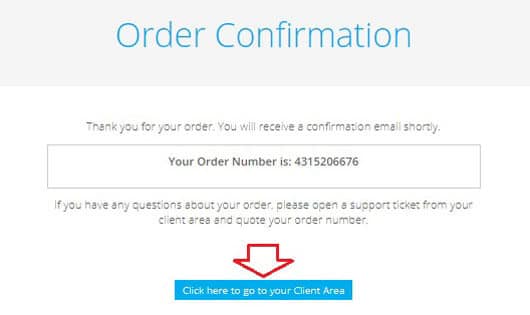 Order Confirmation
Thank you for your order. You will receive a confirmation email shortly.
Your Order Number is: 4315206676
If you have any questions about your order, please open a support ticket from your
client area and quote your order number.
Click here to go to your Client Area